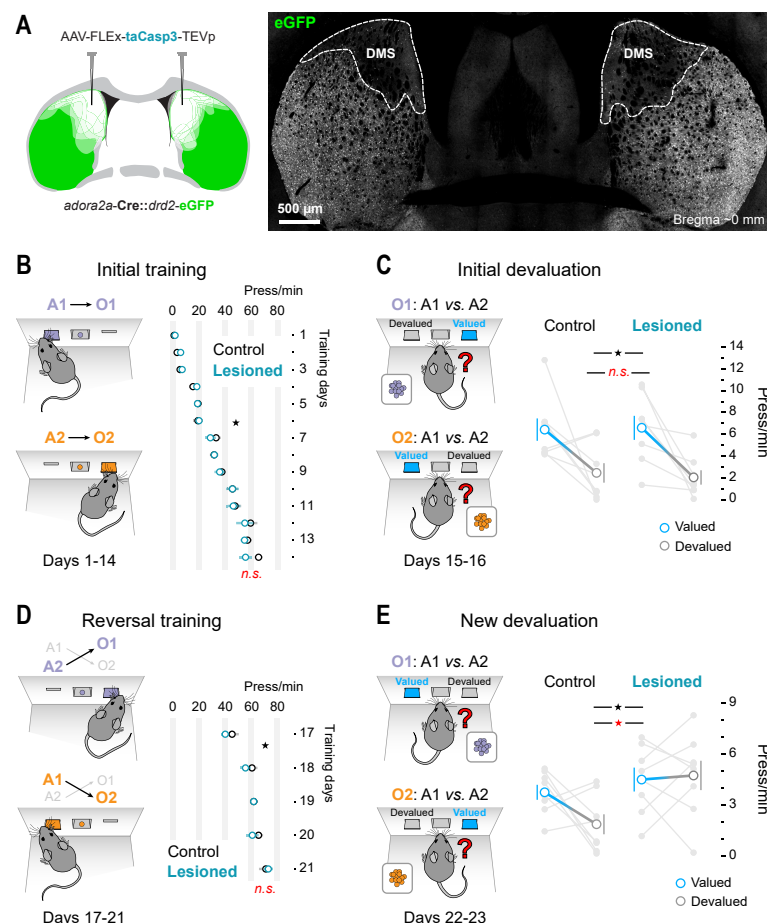 A
AAV-FLEx-taCasp3-TEVp
adora2a-Cre::drd2-eGFP
eGFP
DMS
DMS
500 µm
Bregma ~0 mm
B
Initial training
A1 → O1
A2 → O2
Days 1-14
Press/min
0 20 40 60 80
Control
Lesioned
1
3
5
7
9
11
13
Training days
★
n.s.
C
Initial devaluation
O1: A1 vs. A2
Devalued
Valued
?
O2: A1 vs. A2
Valued
Devalued
?
Days 15-16
Control
Lesioned
★
n.s.
14
12
10
8
6
4
2
0
Press/min
Valued
Devalued
D
Reversal training
A1
O1
A2
O2
A1
O1
A2
O2
Days 17-21
Press/min
0 20 40 60 80
17
18
19
20
21
Training days
★
Control
Lesioned
n.s.
E
New devaluation
O1: A1 vs. A2
Valued
Devalued
?
O2: A1 vs. A2
Devalued
Valued
?
Days 22-23
Control
Lesioned
★
★
9
6
3
0
Press/min
Valued
Devalued